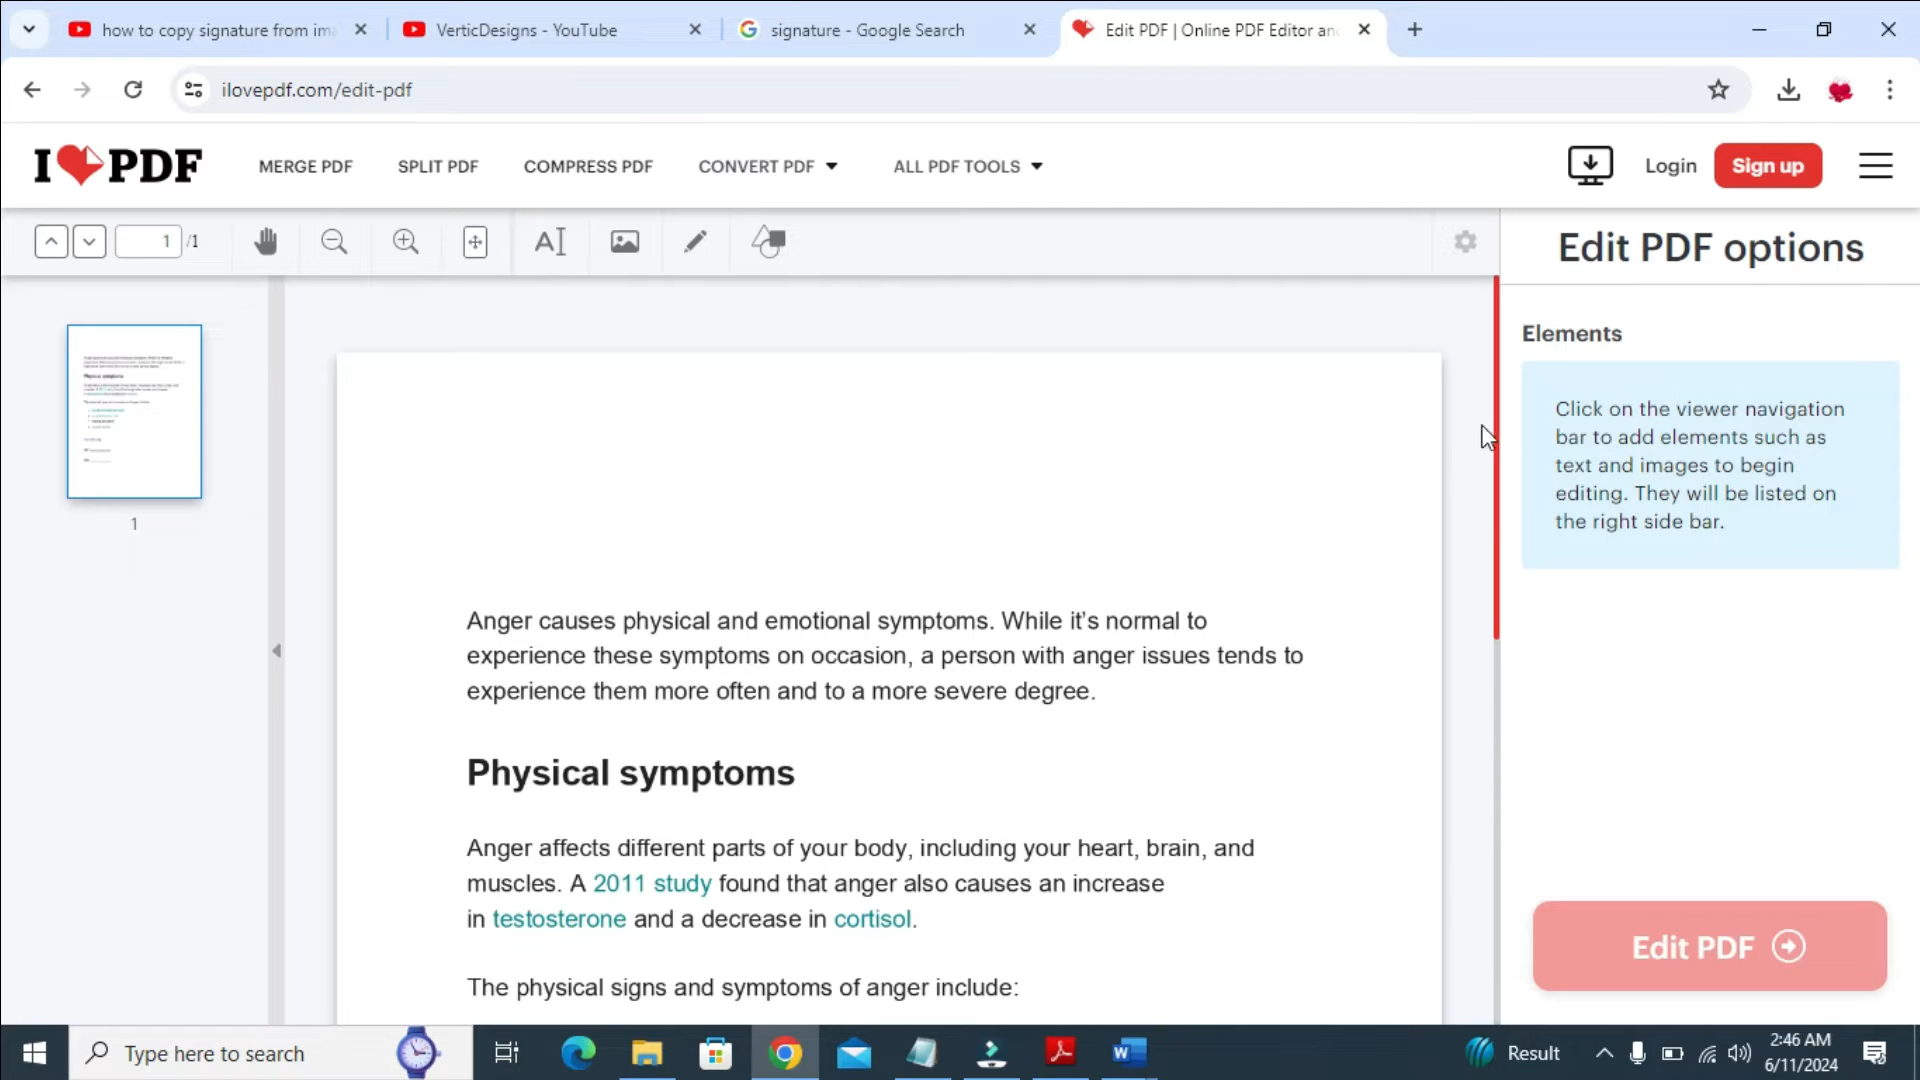 how to copy signature from im
VerticDesigns - YouTube
signature - Google Search
Edit PDF | Online PDF Editor an
ilovepdf.com/edit-pdf
I PDF
MERGE PDF
SPLIT PDF
COMPRESS PDF
CONVERT PDF
ALL PDF TOOLS
Login
Sign up
1 /1
A
Edit PDF options
Elements
Click on the viewer navigation
bar to add elements such as
text and images to begin
editing. They will be listed on
the right side bar.
Physical symptoms
1
Anger causes physical and emotional symptoms. While it's normal to
experience these symptoms on occasion, a person with anger issues tends to
experience them more often and to a more severe degree.
Physical symptoms
Anger affects different parts of your body, including your heart, brain, and
muscles. A 2011 study found that anger also causes an increase
in testosterone and a decrease in cortisol.
The physical signs and symptoms of anger include:
Edit PDF
Type here to search
Result
2:46 AM
6/11/2024